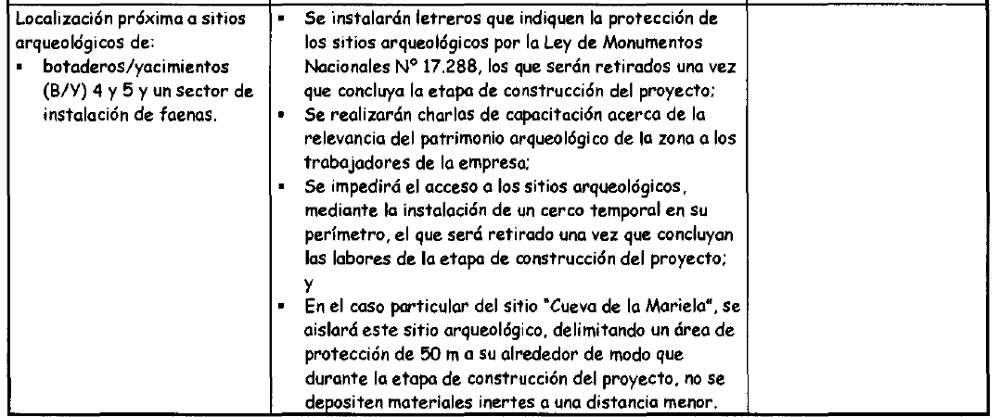 Localización próxima a sitios
arqueológicos de:
▪ botaderos/yacimientos
(B/Y) 4 y 5 y un sector de
instalación de faenas.
▪ Se instalarán letreros que indiquen la protección de
los sitios arqueológicos por la Ley de Monumentos
Nacionales Nº 17.288, los que serán retirados una vez
que concluya la etapa de construcción del proyecto;
▪ Se realizarán charlas de capacitación acerca de la
relevancia del patrimonio arqueológico de la zona a los
trabajadores de la empresa;
▪ Se impedirá el acceso a los sitios arqueológicos,
mediante la instalación de un cerco temporal en su
perímetro, el que será retirado una vez que concluyan
las labores de la etapa de construcción del proyecto;
y
▪ En el caso particular del sitio "Cueva de la Mariela", se
aislará este sitio arqueológico, delimitando un área de
protección de 50 m a su alrededor de modo que
durante la etapa de construcción del proyecto, no se
depositen materiales inertes a una distancia menor.